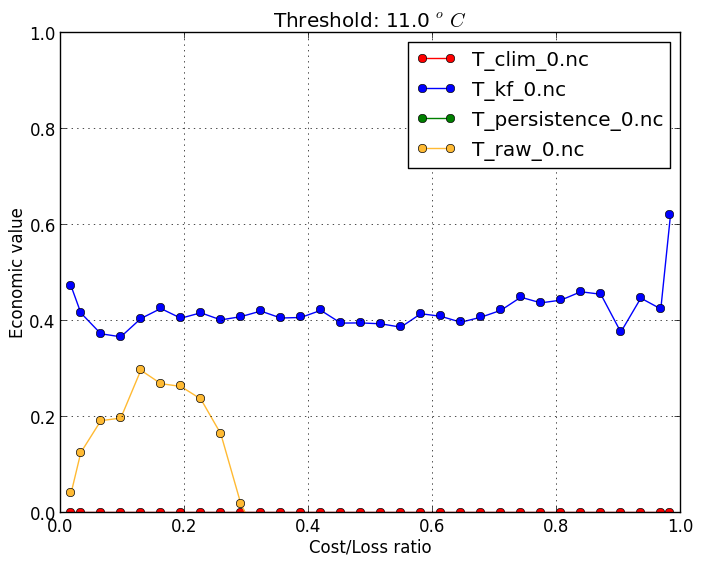 Threshold: 11.0 ° C
T_clim_0.nc
T_kf_0.nc
T_persistence_0.nc
T_raw_0.nc
Economic value
1.0
0.8
0.6
0.4
0.2
0.0
0.0 0.2 0.4 0.6 0.8 1.0
Cost/Loss ratio